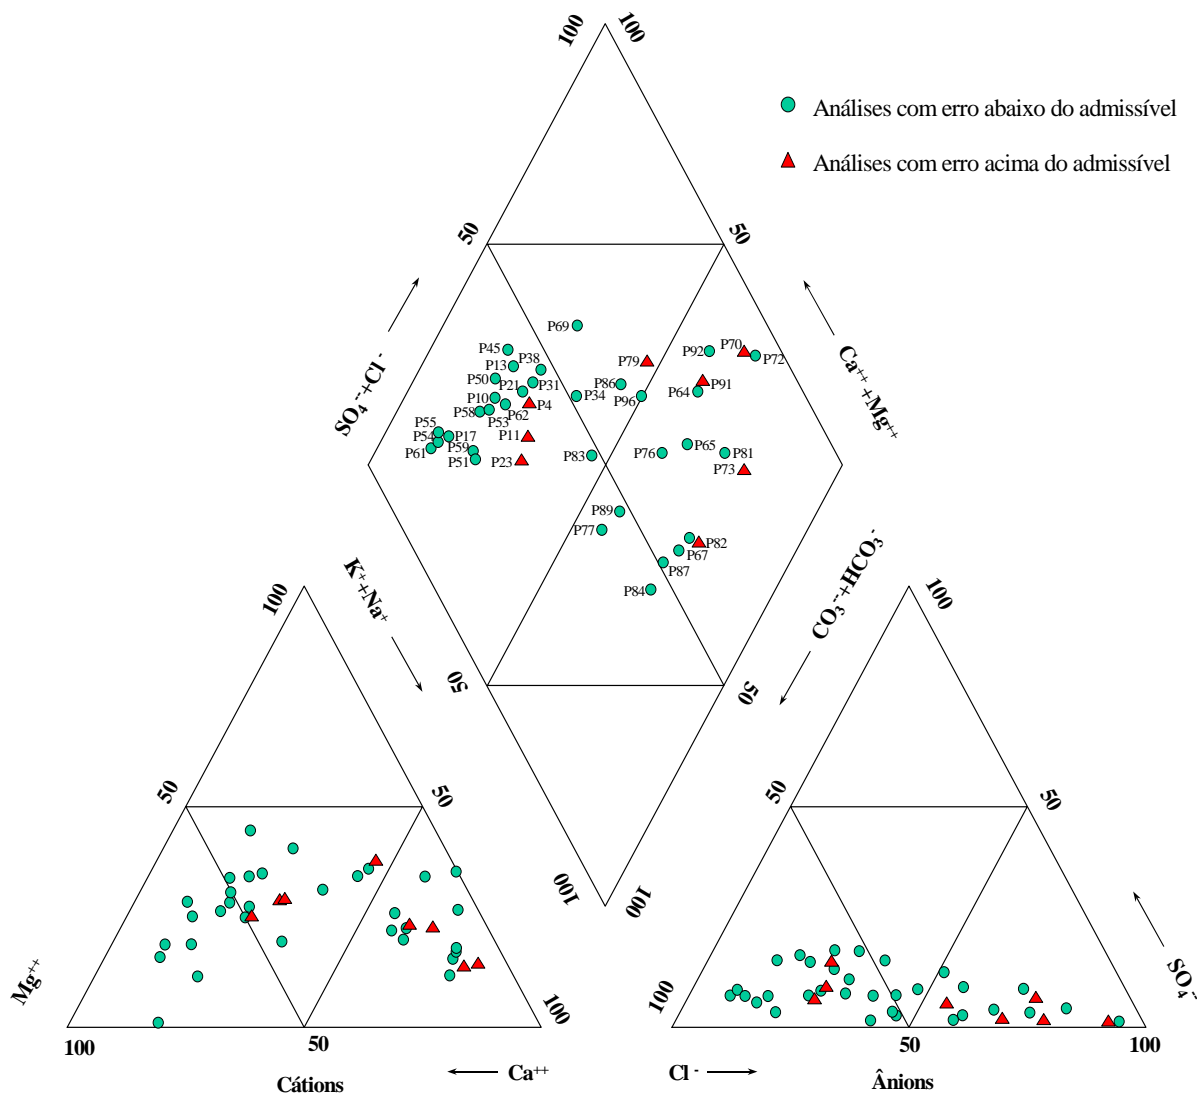 100
100
Análises com erro abaixo do admissível
Análises com erro acima do admissível
50
50
SO₄⁻⁻+Cl⁻
Ca⁺⁺+Mg⁺⁺
P69
P45
P13
P38
P79
P92
P70
P72
P50
P21
P31
P86
P91
P10
P4
P34
P96
P64
P58
P53
P62
P55
P54
P17
P11
P65
P61
P59
P51
P23
P83
P76
P81
P73
P89
P77
P82
P67
P87
P84
K⁺+Na⁺
CO₃⁻⁻+HCO₃⁻
100
100
50
50
50
50
50
50
100
100
Mg⁺⁺
SO₄⁻⁻
100
100
100
50
50
100
Ca⁺⁺
Cl⁻
Cátions
Ânions